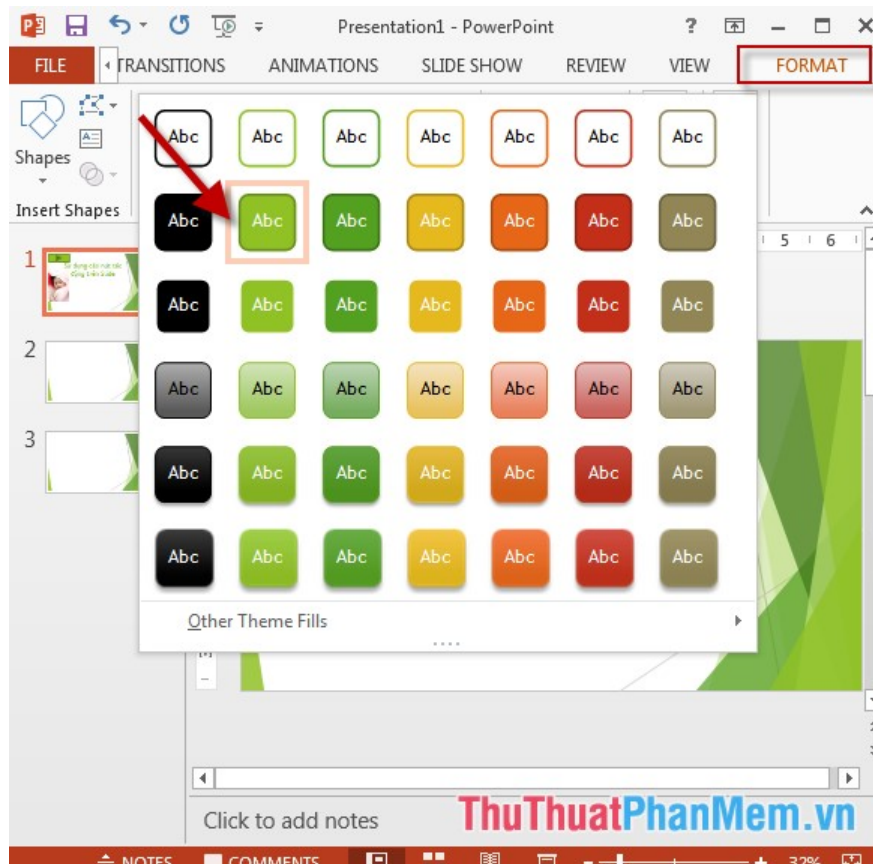 Presentation1 - PowerPoint
FILE TRANSITIONS ANIMATIONS SLIDE SHOW REVIEW VIEW FORMAT
Shapes
Insert Shapes
Abc Abc Abc Abc Abc Abc Abc
Abc Abc Abc Abc Abc Abc Abc
Abc Abc Abc Abc Abc Abc Abc
Abc Abc Abc Abc Abc Abc Abc
Abc Abc Abc Abc Abc Abc Abc
Abc Abc Abc Abc Abc Abc Abc
Other Theme Fills
5 6
1
2
3
Click to add notes
ThuThuatPhanMem.vn
NOTES COMMENTS 32%